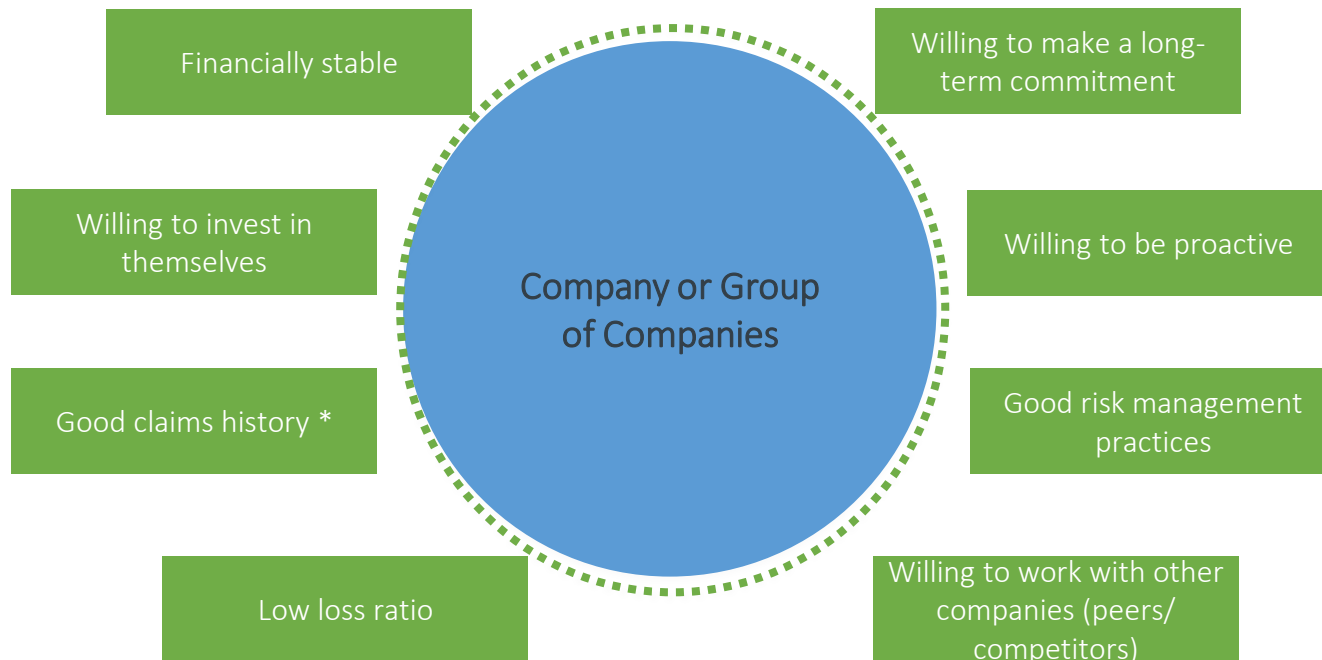 Financially stable
Willing to make a long-
term commitment
Willing to invest in
themselves
Willing to be proactive
Company or Group
of Companies
Good claims history *
Good risk management
practices
Low loss ratio
Willing to work with other
companies (peers/
competitors)